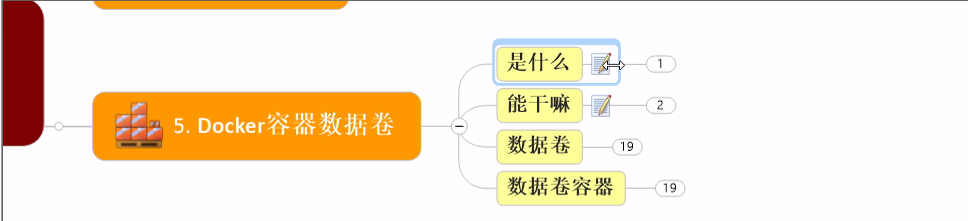 5. Docker容器数据卷
是什么
1
能干嘛
2
数据卷
19
数据卷容器
19